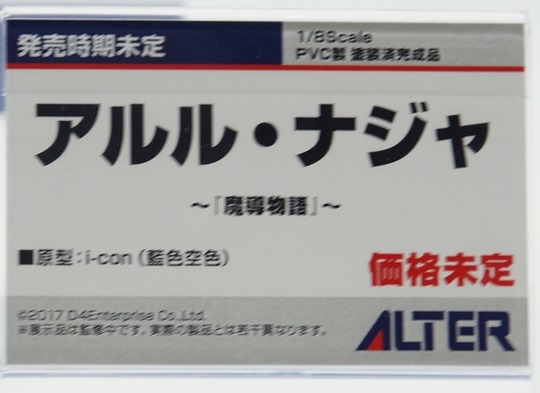 発売時期未定
1/8Scale
PVC製 塗装済完成品
アルル・ナジャ
～『魔導物語』～
■原型：i-con（藍色空色）
価格未定
©2017 D4Enterprise Co.,Ltd.
※展示品は監修中です。実際の製品とは若干異なります。
ALTER